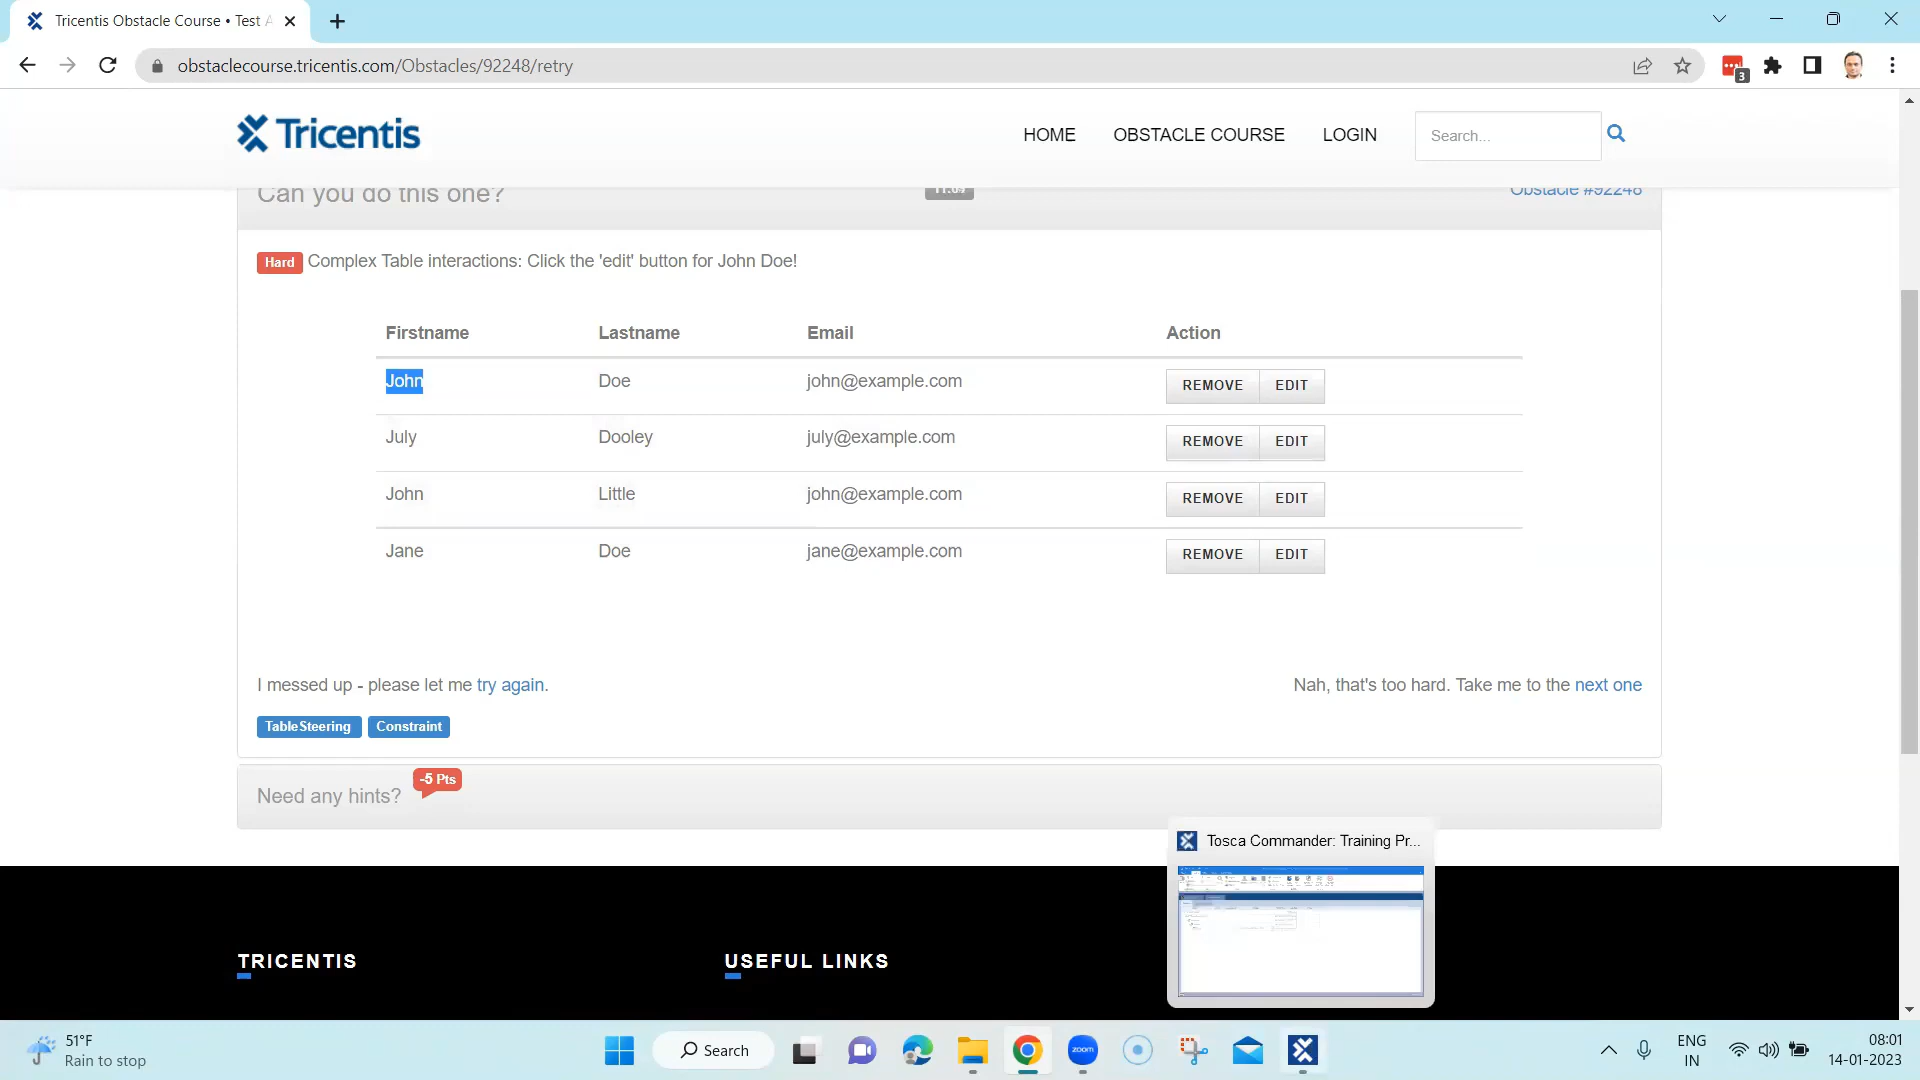 Tricentis Obstacle Course • Test A
obstaclecourse.tricentis.com/Obstacles/92248/retry
3
Tricentis
HOME
OBSTACLE COURSE
LOGIN
Search...
Can you do this one?
11:09
Obstacle #92248
Hard
Complex Table interactions: Click the 'edit' button for John Doe!
Firstname Lastname Email Action
John Doe john@example.com REMOVE EDIT
July Dooley july@example.com REMOVE EDIT
John Little john@example.com REMOVE EDIT
Jane Doe jane@example.com REMOVE EDIT
I messed up - please let me try again.
Nah, that's too hard. Take me to the next one
TableSteering
Constraint
Need any hints?
-5 Pts
Tosca Commander: Training Pr...
TRICENTIS
USEFUL LINKS
51°F
Rain to stop
Search
zoom
ENG
IN
08:01
14-01-2023